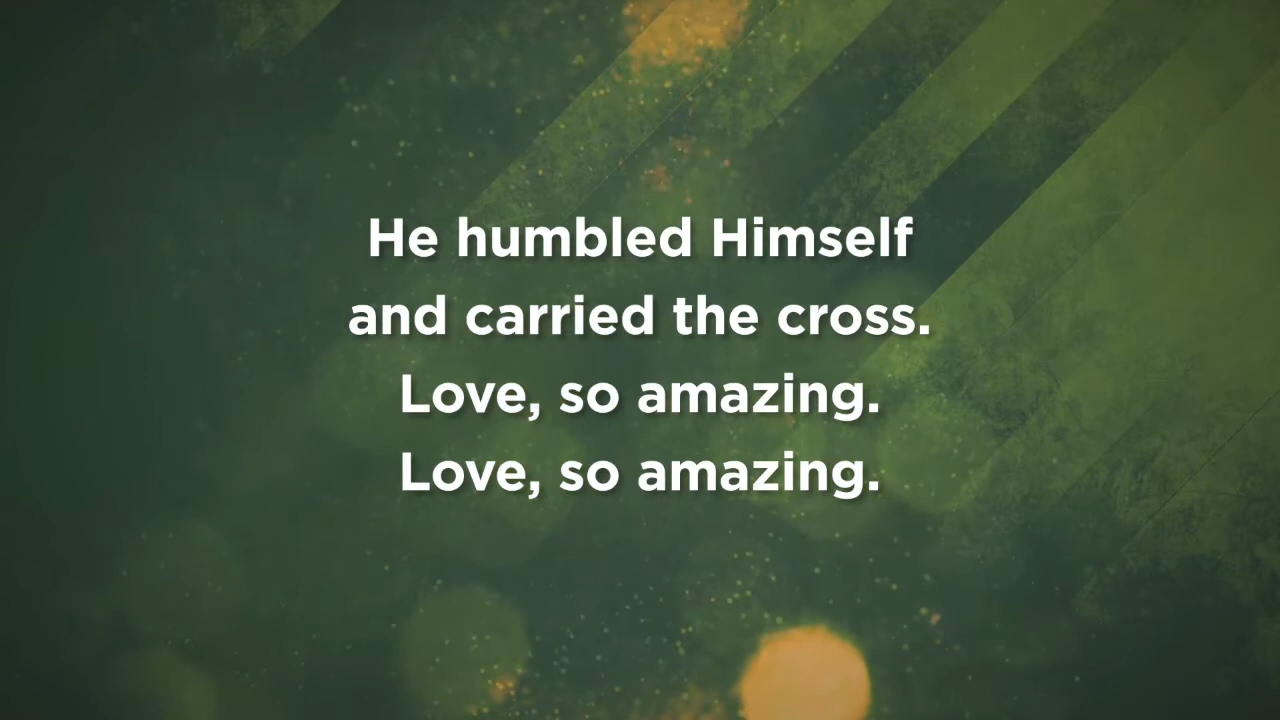 He humbled Himself
and carried the cross.
Love, so amazing.
Love, so amazing.